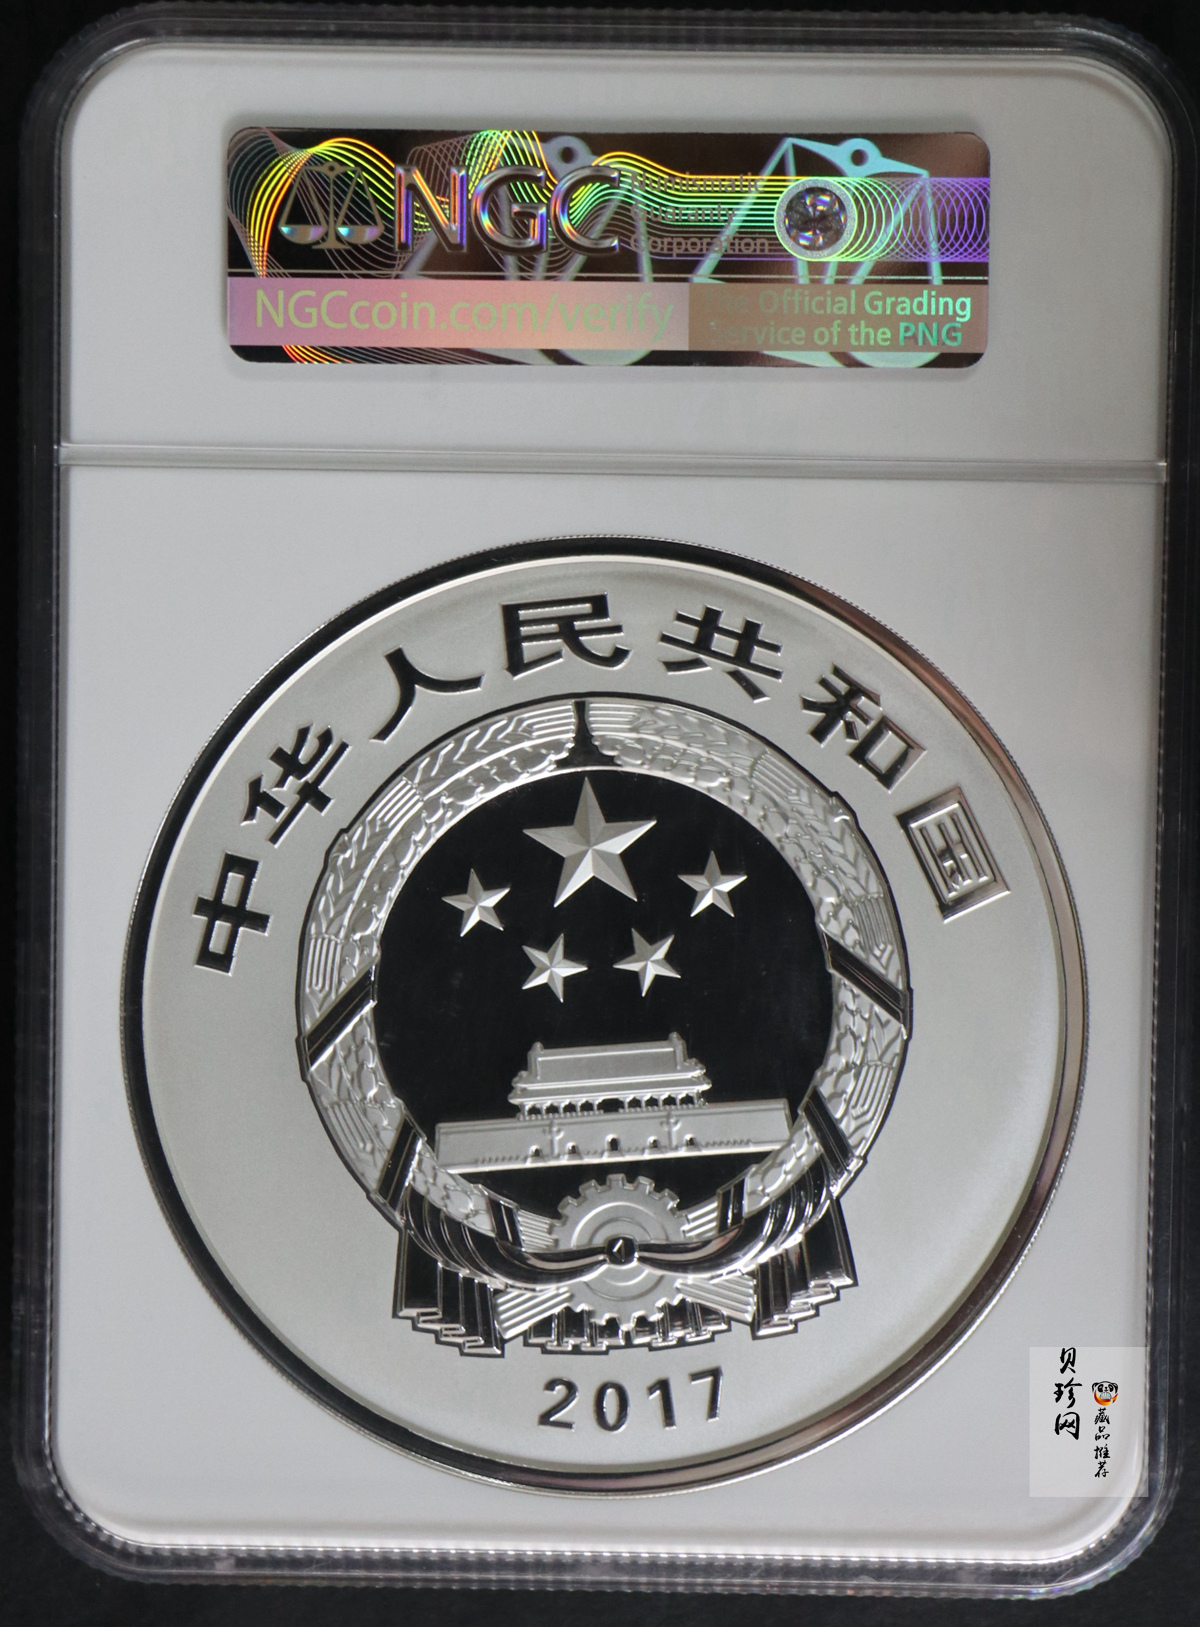 NGC
Numismatic
Guaranty
Corporation
NGCcoin.com/verify
The Official Grading
Service of the PNG
中华人民共和国
2017
贝珍网
藏品推荐